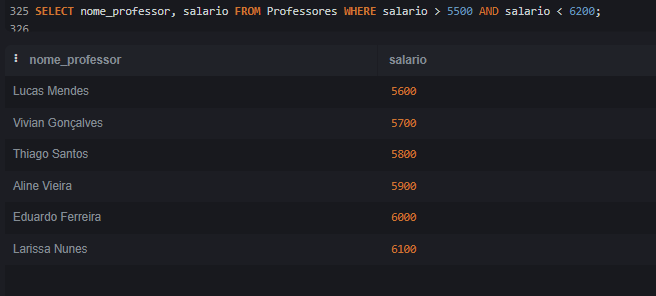 325 SELECT nome_professor, salario FROM Professores WHERE salario > 5500 AND salario < 6200;
326
nome_professor salario
Lucas Mendes 5600
Vivian Gonçalves 5700
Thiago Santos 5800
Aline Vieira 5900
Eduardo Ferreira 6000
Larissa Nunes 6100